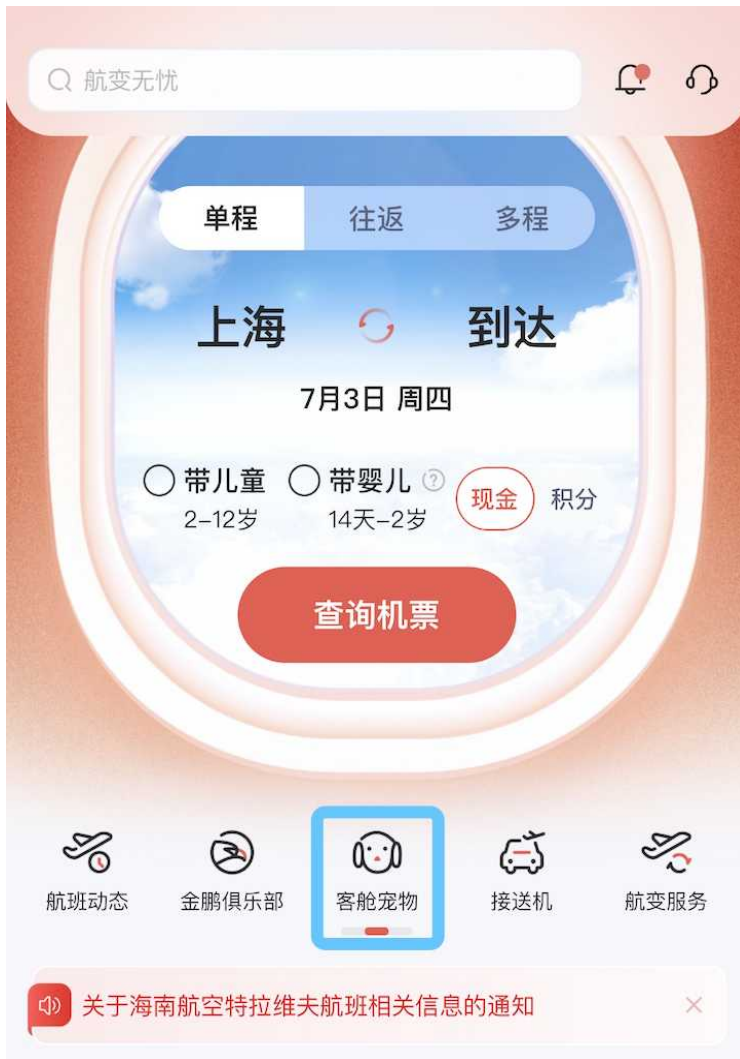 航变无忧
单程 往返 多程
上海 到达
7月3日 周四
带儿童 带婴儿 ?
现金 积分
2-12岁 14天-2岁
查询机票
航班动态 金鹏俱乐部 客舱宠物 接送机 航变服务
关于海南航空特拉维夫航班相关信息的通知